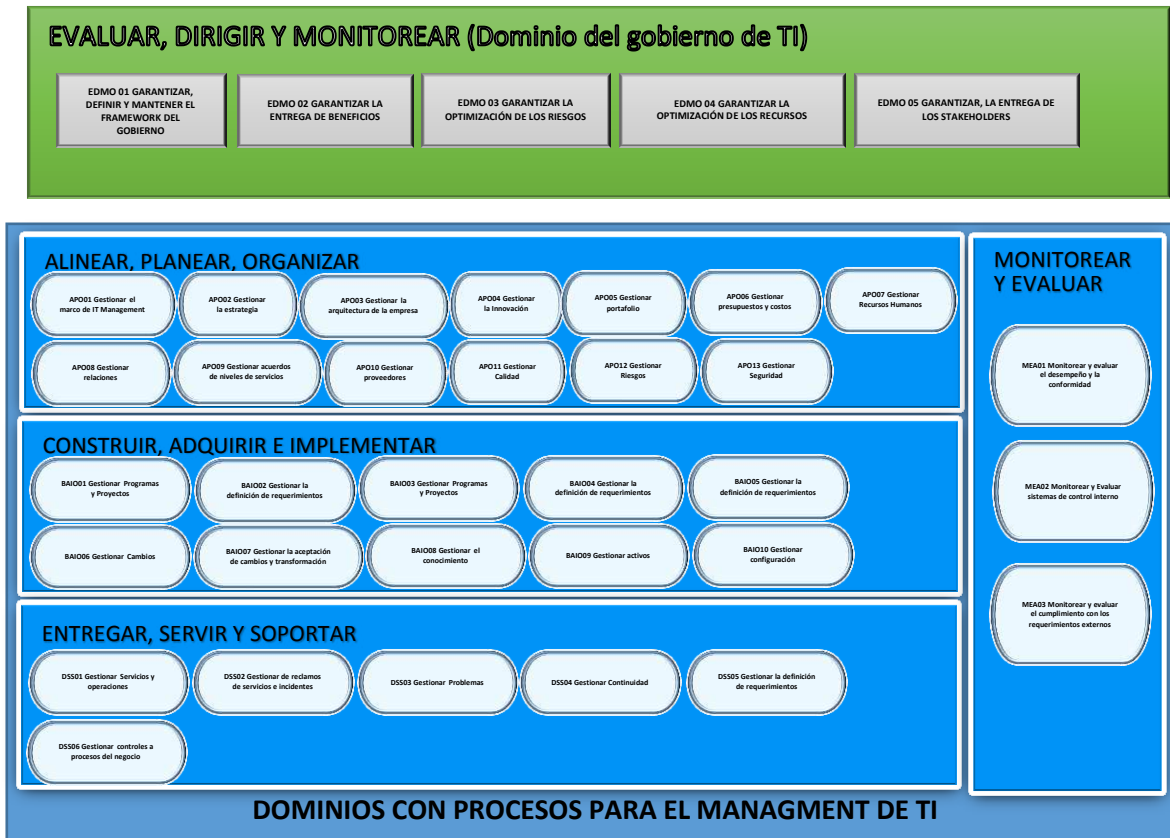 EVALUAR, DIRIGIR Y MONITOREAR (Dominio del gobierno de TI)
EDMO 01 GARANTIZAR,
DEFINIR Y MANTENER EL
FRAMEWORK DEL
GOBIERNO
EDMO 02 GARANTIZAR LA
ENTREGA DE BENEFICIOS
EDMO 03 GARANTIZAR LA
OPTIMIZACIÓN DE LOS RIESGOS
EDMO 04 GARANTIZAR LA
OPTIMIZACIÓN DE LOS RECURSOS
EDMO 05 GARANTIZAR, LA ENTREGA DE
LOS STAKEHOLDERS
ALINEAR, PLANEAR, ORGANIZAR
APO01 Gestionar el
marco de IT Management
APO02 Gestionar
la estrategia
APO03 Gestionar la
arquitectura de la empresa
APO04 Gestionar
la Innovación
APO05 Gestionar
portafolio
APO06 Gestionar
presupuestos y costos
APO07 Gestionar
Recursos Humanos
APO08 Gestionar
relaciones
APO09 Gestionar acuerdos
de niveles de servicios
APO10 Gestionar
proveedores
APO11 Gestionar
Calidad
APO12 Gestionar
Riesgos
APO13 Gestionar
Seguridad
CONSTRUIR, ADQUIRIR E IMPLEMENTAR
BAIO01 Gestionar Programas
y Proyectos
BAIO02 Gestionar la
definición de requerimientos
BAIO03 Gestionar Programas
y Proyectos
BAIO04 Gestionar la
definición de requerimientos
BAIO05 Gestionar la
definición de requerimientos
BAIO06 Gestionar Cambios
BAIO07 Gestionar la aceptación
de cambios y transformación
BAIO08 Gestionar el
conocimiento
BAIO09 Gestionar activos
BAIO10 Gestionar
configuración
ENTREGAR, SERVIR Y SOPORTAR
DSS01 Gestionar Servicios y
operaciones
DSS02 Gestionar de reclamos
de servicios e incidentes
DSS03 Gestionar Problemas
DSS04 Gestionar Continuidad
DSS05 Gestionar la definición
de requerimientos
DSS06 Gestionar controles a
procesos del negocio
MONITOREAR
Y EVALUAR
MEA01 Monitorear y evaluar
el desempeño y la
conformidad
MEA02 Monitorear y Evaluar
sistemas de control interno
MEA03 Monitorear y evaluar
el cumplimiento con los
requerimientos externos
DOMINIOS CON PROCESOS PARA EL MANAGMENT DE TI